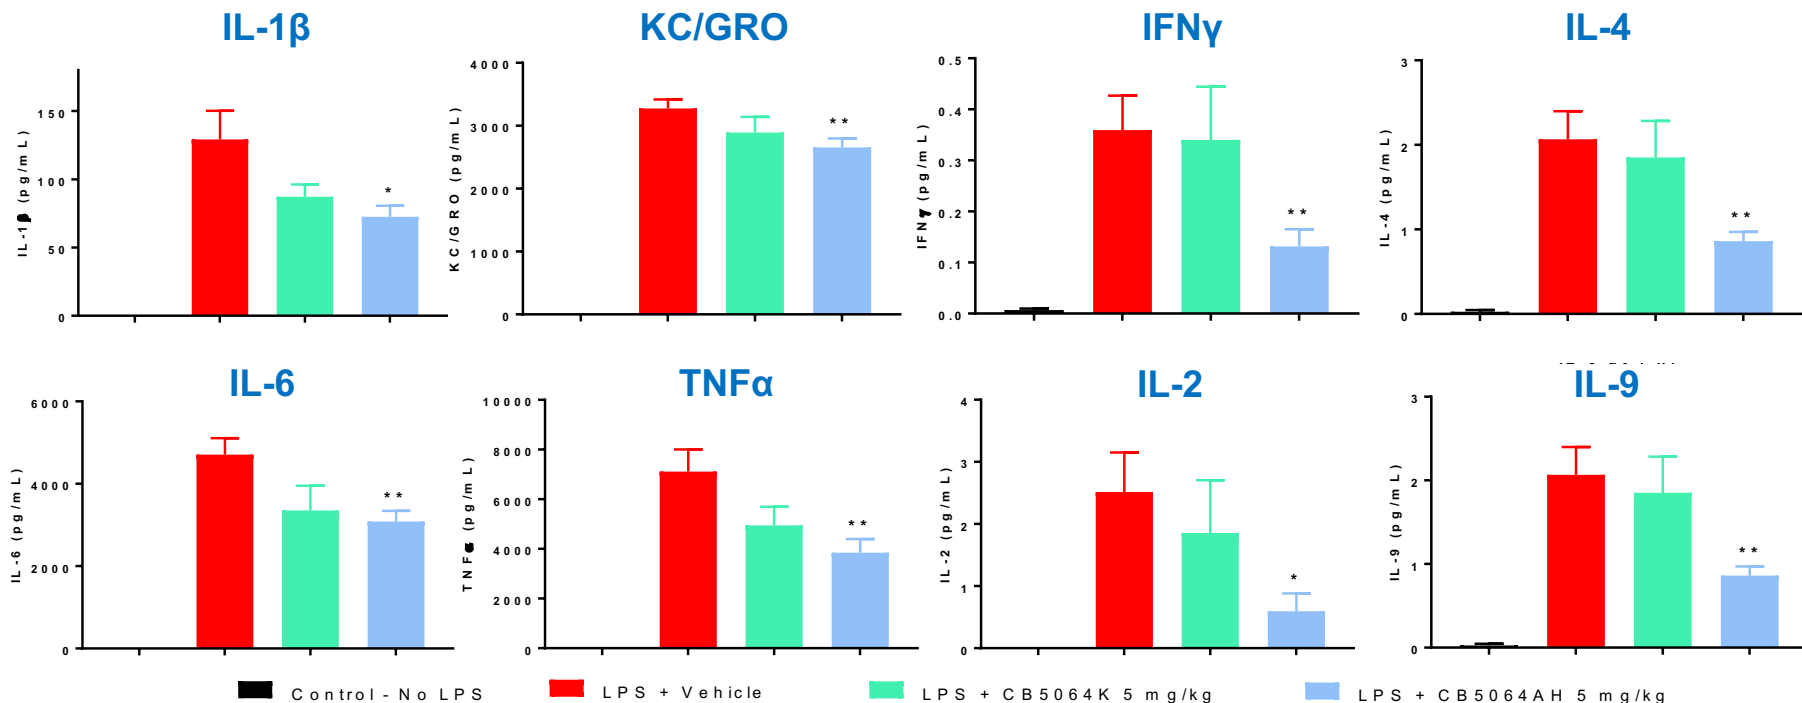 IL-1β
KC/GRO
IFNγ
IL-4
IL-1β (pg/mL)
150
100
50
0
KC/GRO (pg/mL)
4000
3000
2000
1000
0
IFNγ (pg/mL)
0.5
0.4
0.3
0.2
0.1
0.0
IL-4 (pg/mL)
3
2
1
0
*
**
**
**
IL-6
TNFα
IL-2
IL-9
IL-6 (pg/mL)
6000
4000
2000
0
TNFα (pg/mL)
10000
8000
6000
4000
2000
0
IL-2 (pg/mL)
4
3
2
1
0
IL-9 (pg/mL)
3
2
1
0
**
**
*
**
Control-No LPS
LPS + Vehicle
LPS + CB5064K 5 mg/kg
LPS + CB5064AH 5 mg/kg